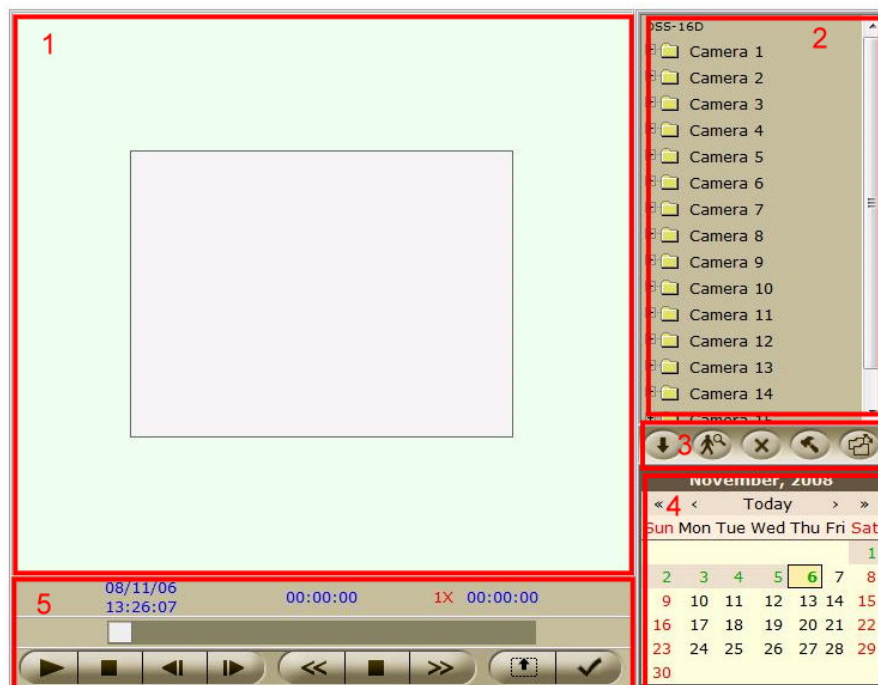 1
2
DSS-16D
Camera 1
Camera 2
Camera 3
Camera 4
Camera 5
Camera 6
Camera 7
Camera 8
Camera 9
Camera 10
Camera 11
Camera 12
Camera 13
Camera 14
Camera 15
3
November, 2008
4
« ‹ Today › »
Sun Mon Tue Wed Thu Fri Sat
1
2 3 4 5 6 7 8
9 10 11 12 13 14 15
16 17 18 19 20 21 22
23 24 25 26 27 28 29
30
5
08/11/06
13:26:07
00:00:00
1X 00:00:00